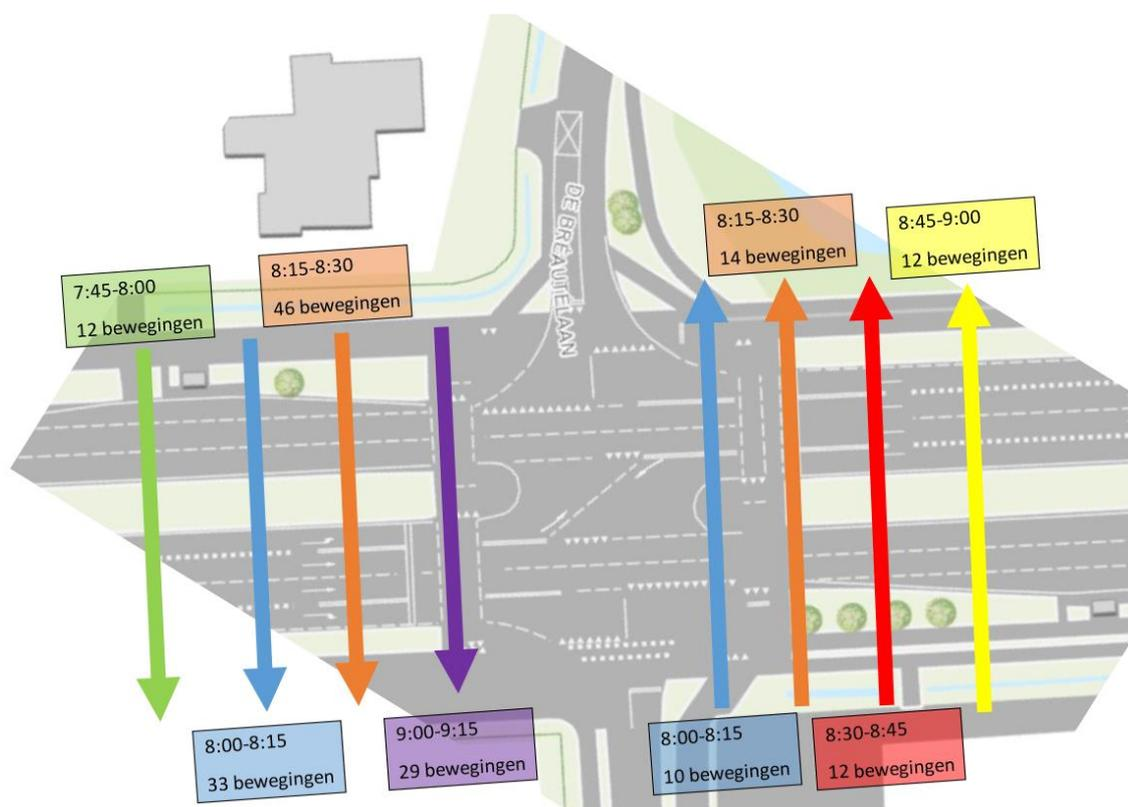 7:45-8:00
12 bewegingen
8:15-8:30
46 bewegingen
DE BREAUTELAAN
8:15-8:30
14 bewegingen
8:45-9:00
12 bewegingen
8:00-8:15
33 bewegingen
9:00-9:15
29 bewegingen
8:00-8:15
10 bewegingen
8:30-8:45
12 bewegingen